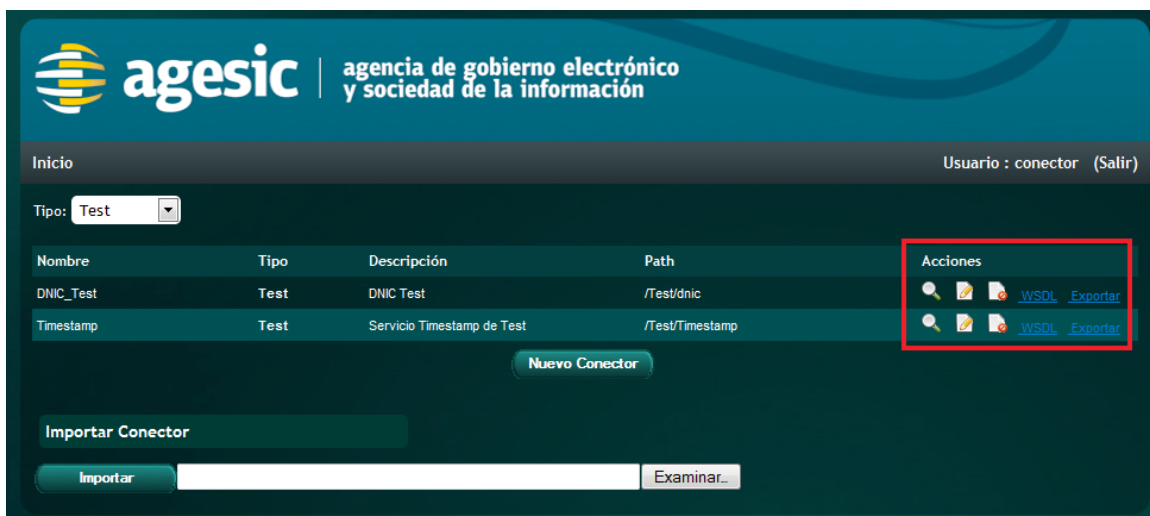 agesic
agencia de gobierno electrónico
y sociedad de la información
Inicio
Usuario : conector (Salir)
Tipo: Test
Nombre Tipo Descripción Path Acciones
DNIC_Test Test DNIC Test /Test/dnic WSDL Exportar
Timestamp Test Servicio Timestamp de Test /Test/Timestamp WSDL Exportar
Nuevo Conector
Importar Conector
Importar Examinar...